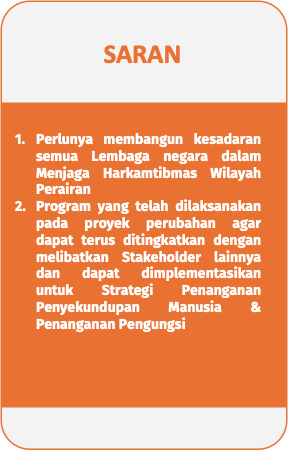 SARAN
1. Perlunya membangun kesadaran
semua Lembaga negara dalam
Menjaga Harkamtibmas Wilayah
Perairan
2. Program yang telah dilaksanakan
pada proyek perubahan agar
dapat terus ditingkatkan dengan
melibatkan Stakeholder lainnya
dan dapat dimplementasikan
untuk Strategi Penanganan
Penyekundupan Manusia &
Penanganan Pengungsi